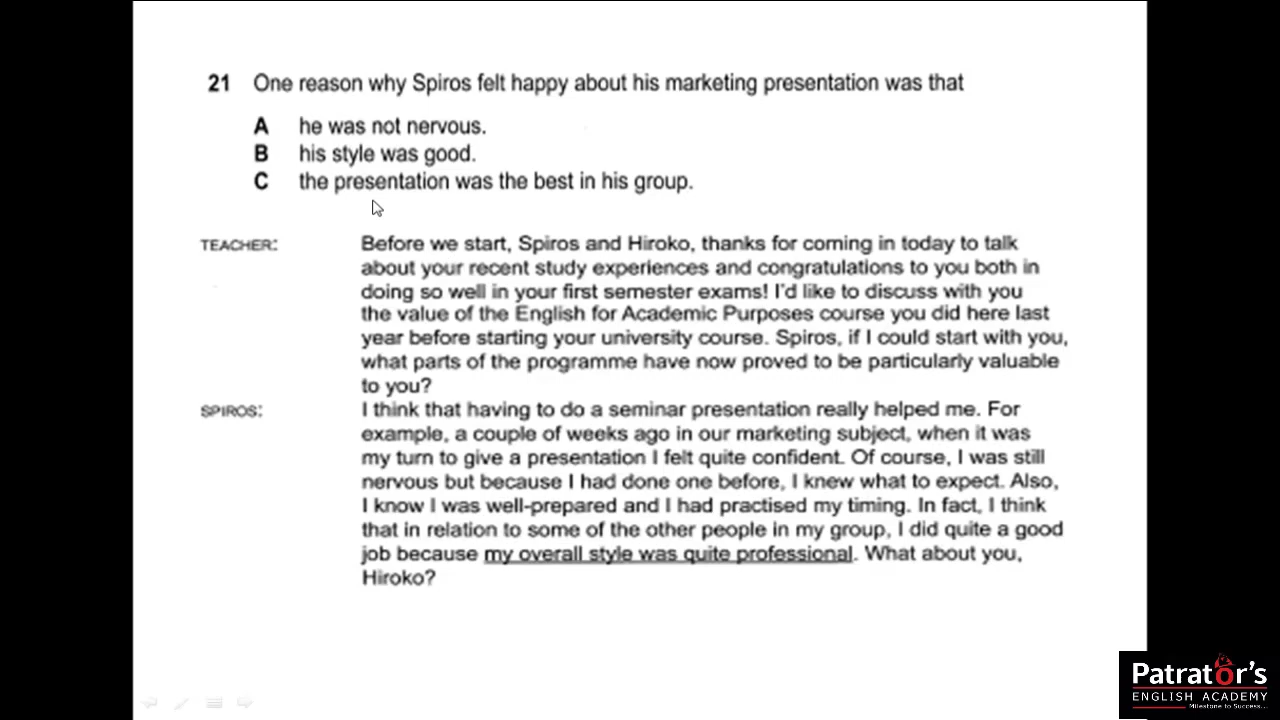 21 One reason why Spiros felt happy about his marketing presentation was that
A he was not nervous.
B his style was good.
C the presentation was the best in his group.
TEACHER: Before we start, Spiros and Hiroko, thanks for coming in today to talk
about your recent study experiences and congratulations to you both in
doing so well in your first semester exams! I'd like to discuss with you
the value of the English for Academic Purposes course you did here last
year before starting your university course. Spiros, if I could start with you,
what parts of the programme have now proved to be particularly valuable
to you?
SPIROS: I think that having to do a seminar presentation really helped me. For
example, a couple of weeks ago in our marketing subject, when it was
my turn to give a presentation I felt quite confident. Of course, I was still
nervous but because I had done one before, I knew what to expect. Also,
I know I was well-prepared and I had practised my timing. In fact, I think
that in relation to some of the other people in my group, I did quite a good
job because my overall style was quite professional. What about you,
Hiroko?
Patrator's
ENGLISH ACADEMY
Milestone to Success...